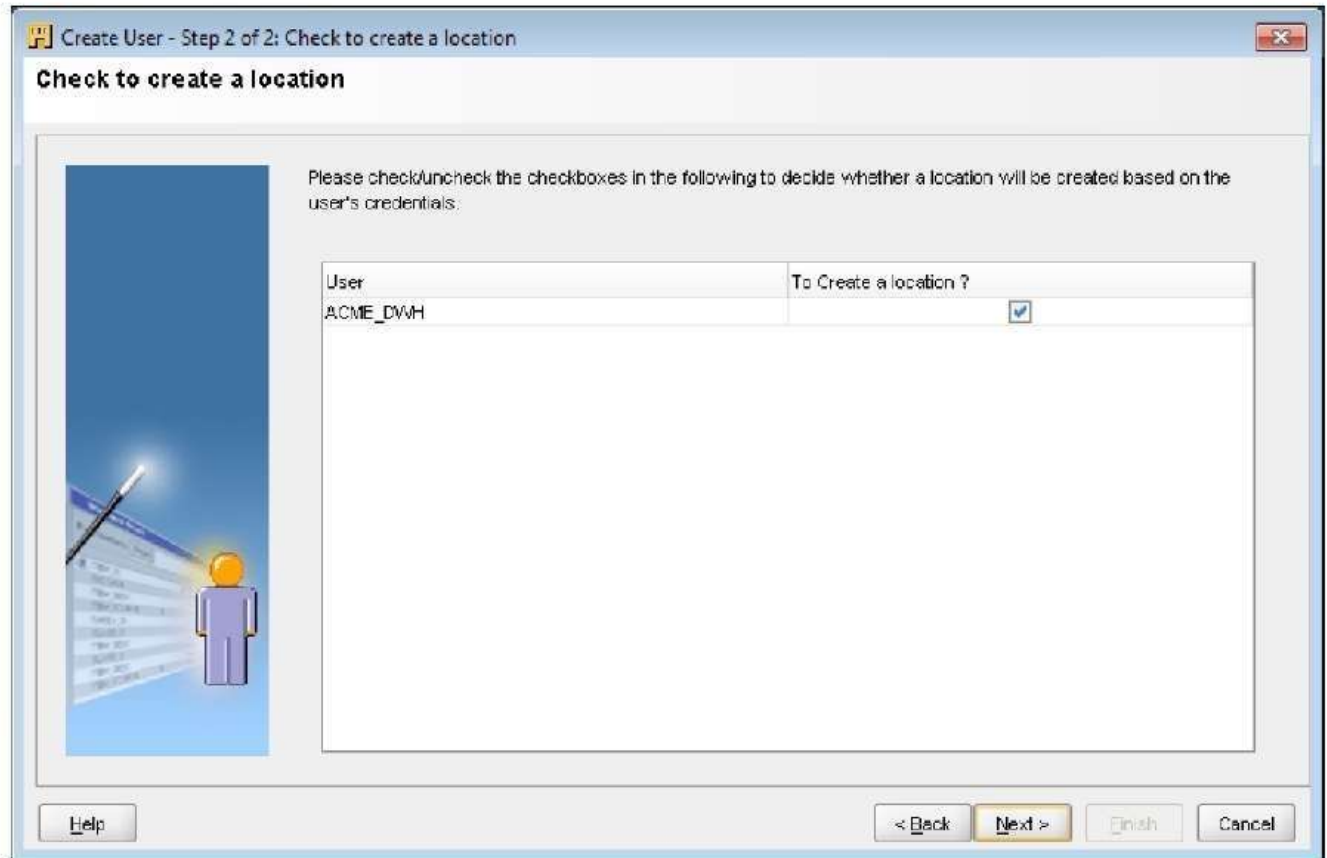 Create User - Step 2 of 2: Check to create a location
Check to create a location
Please check/uncheck the checkboxes in the following to decide whether a location will be created based on the
user's credentials:
User To Create a location ?
ACME_DWH
Help < Back Next > Finish Cancel